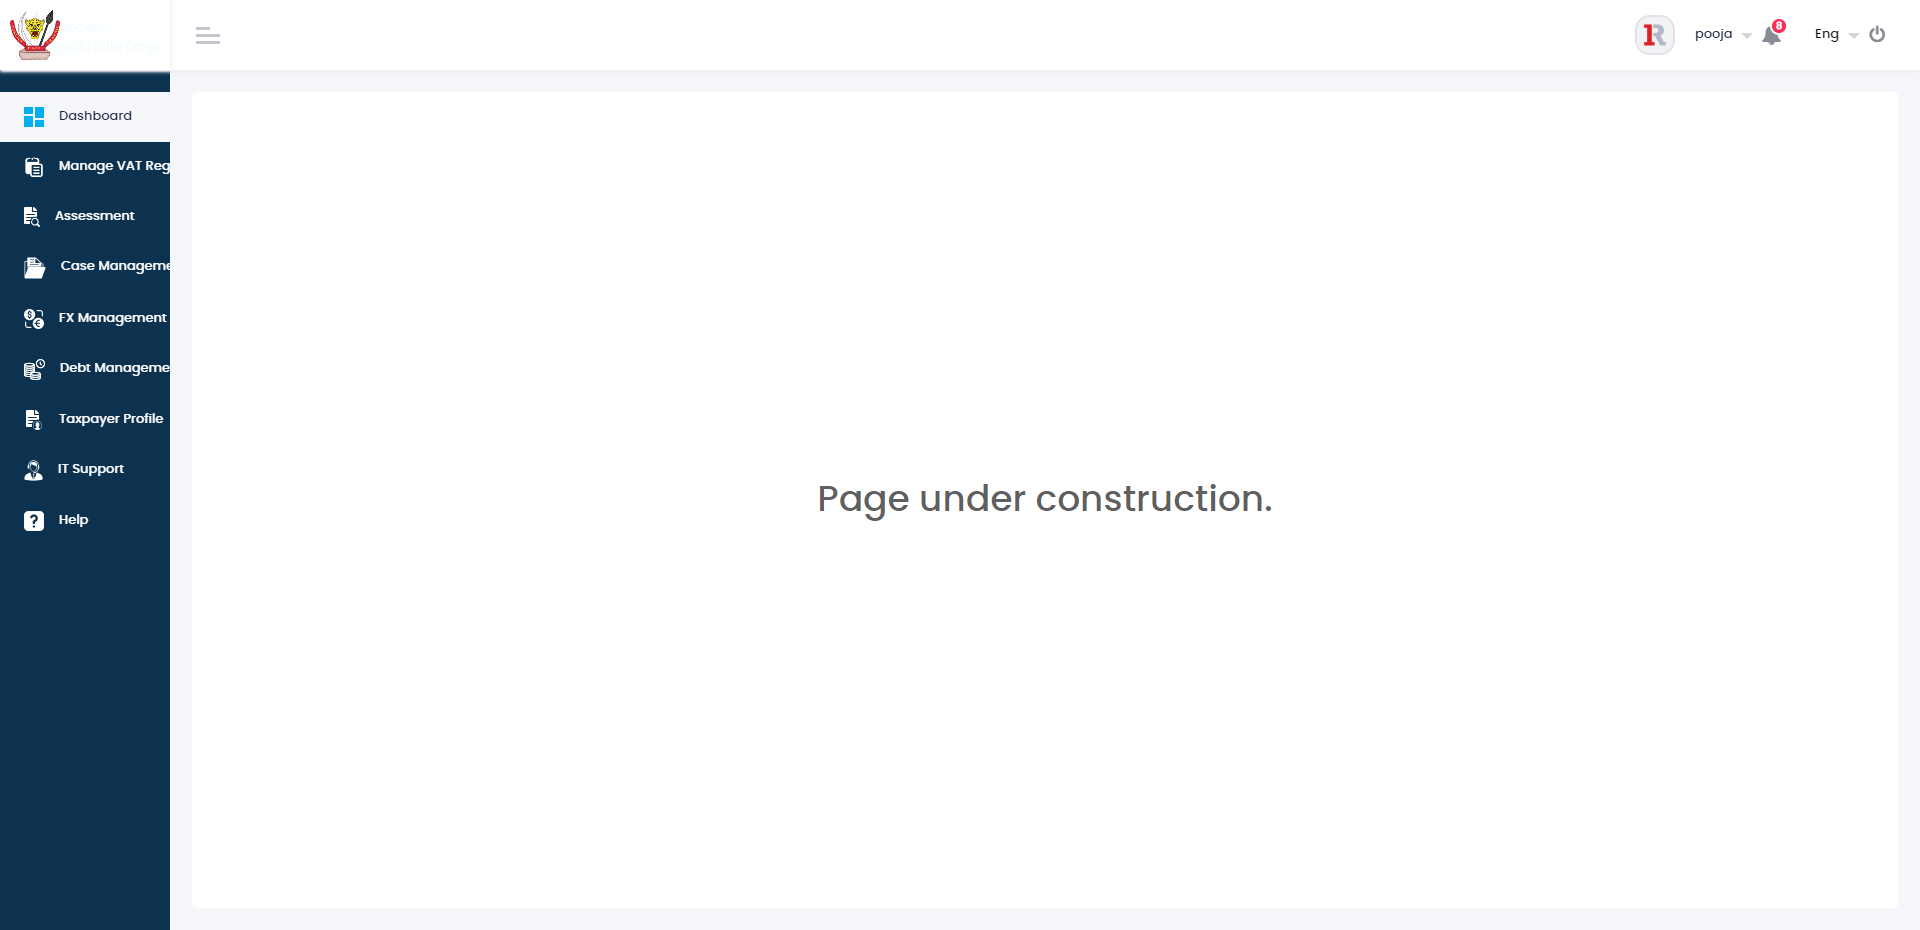 Republic of the Congo
1R
pooja
8
Eng
Dashboard
Manage VAT Reg
Assessment
Case Manageme
FX Management
Debt Manageme
Taxpayer Profile
IT Support
Help
Page under construction.